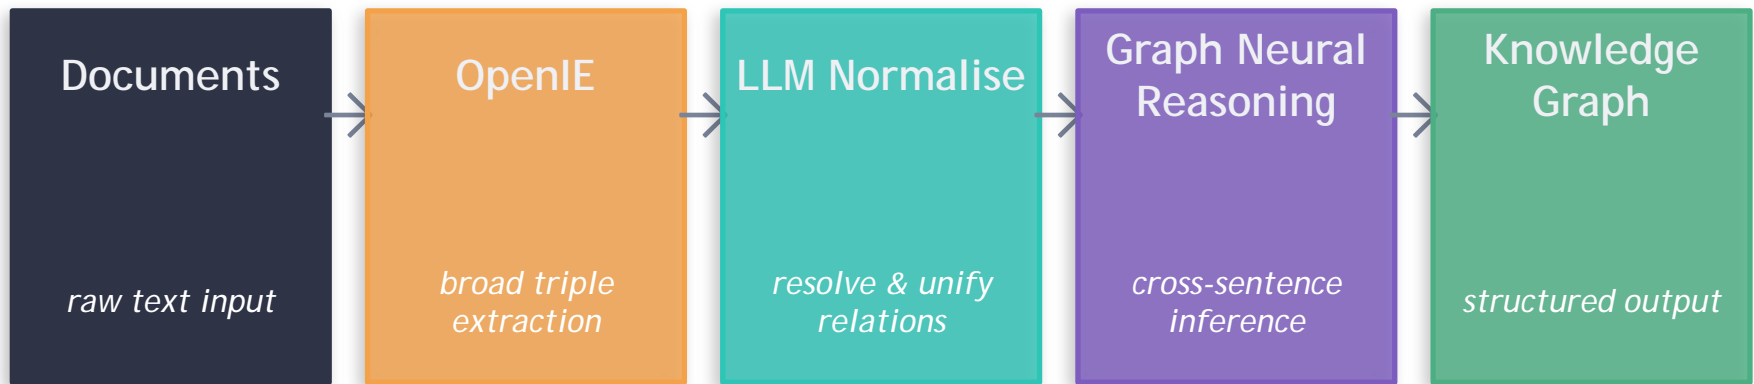 Documents
raw text input
OpenIE
broad triple
extraction
LLM Normalise
resolve & unify
relations
Graph Neural
Reasoning
cross-sentence
inference
Knowledge
Graph
structured output